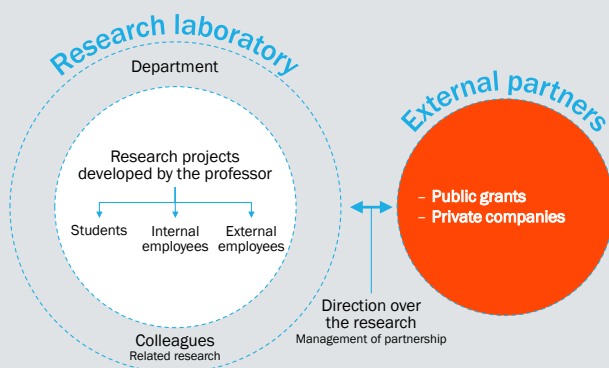 Research laboratory
Department
Research projects
developed by the professor
Students
Internal
employees
External
employees
Colleagues
Related research
External partners
– Public grants
– Private companies
Direction over
the research
Management of partnership